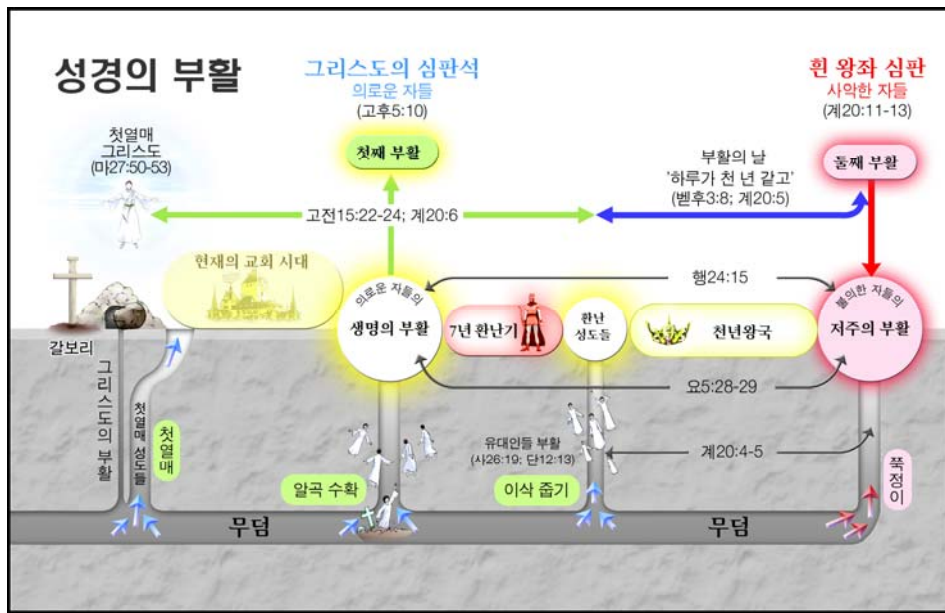 성경의 부활
그리스도의 심판석
의로운 자들
(고후5:10)
흰 왕좌 심판
사악한 자들
(계20:11-13)
첫열매
그리스도
(마27:50-53)
첫째 부활
부활의 날
'하루가 천 년 같고'
(벧후3:8; 계20:5)
둘째 부활
고전15:22-24; 계20:6
현재의 교회 시대
행24:15
의로운 자들의
생명의 부활
7년 환난기
환난
성도들
천년왕국
불의한 자들의
저주의 부활
갈보리
요5:28-29
그리스도의 부활
첫열매 성도들
첫열매
유대인들 부활
(사26:19; 단12:13)
계20:4-5
알곡 수확
이삭 줍기
쭉정이
무덤
무덤